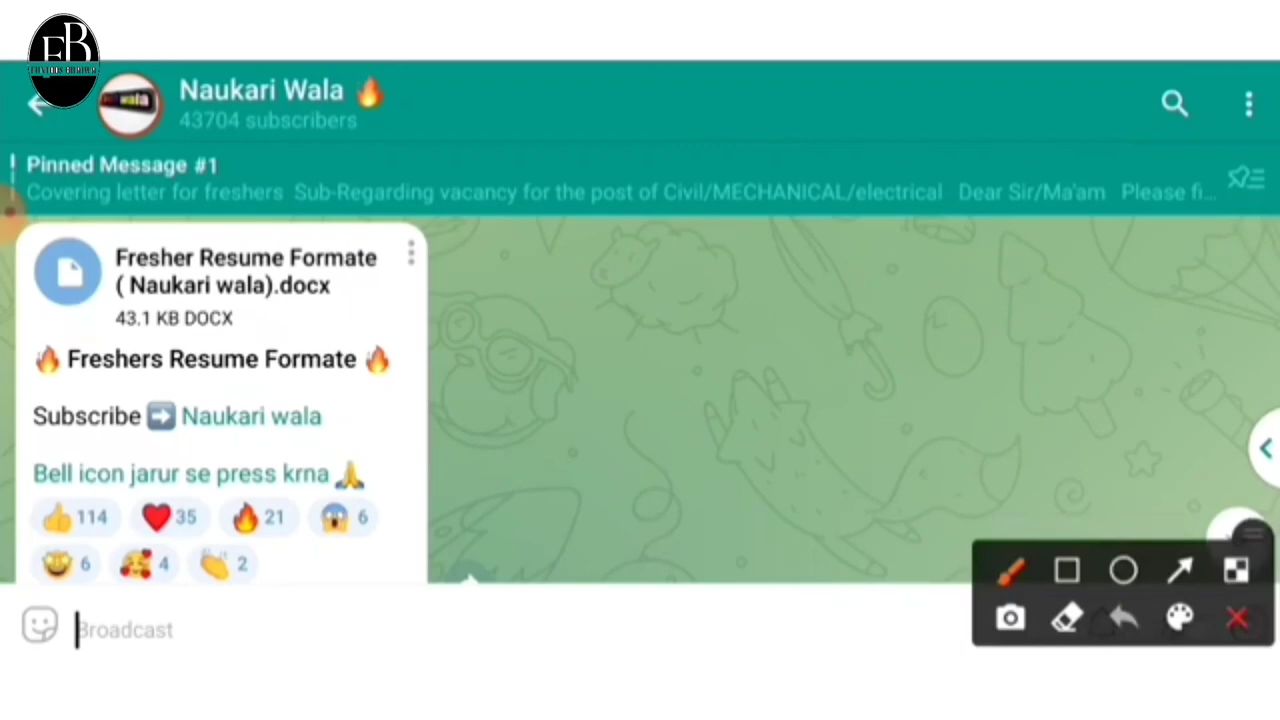 FB
Naukari Wala 🔥
43704 subscribers
Pinned Message #1
Covering letter for freshers Sub-Regarding vacancy for the post of Civil/MECHANICAL/electrical Dear Sir/Ma'am Please fi...
Fresher Resume Formate
( Naukari wala).docx
43.1 KB DOCX
🔥 Freshers Resume Formate 🔥
Subscribe ➡️ Naukari wala
Bell icon jarur se press krna 🙏
👍 114 ❤️ 35 🔥 21 😱 6
🤩 6 🥰 4 👏 2
Broadcast